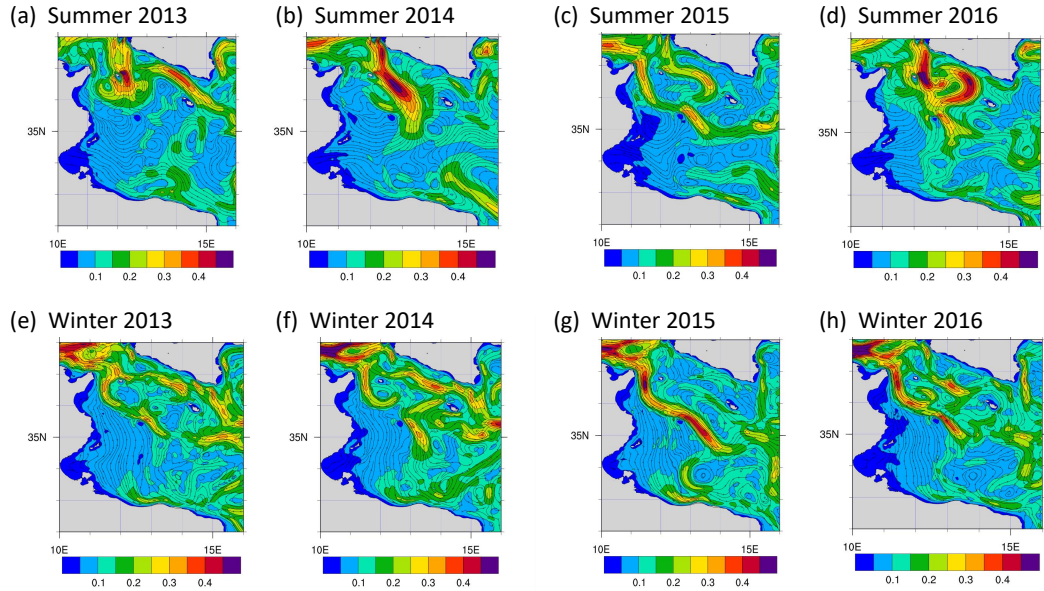 (a) Summer 2013
(b) Summer 2014
(c) Summer 2015
(d) Summer 2016
35N
35N
35N
35N
10E 15E
10E 15E
10E 15E
10E 15E
0.1 0.2 0.3 0.4
0.1 0.2 0.3 0.4
0.1 0.2 0.3 0.4
0.1 0.2 0.3 0.4
(e) Winter 2013
(f) Winter 2014
(g) Winter 2015
(h) Winter 2016
35N
35N
35N
35N
10E 15E
10E 15E
10E 15E
10E 15E
0.1 0.2 0.3 0.4
0.1 0.2 0.3 0.4
0.1 0.2 0.3 0.4
0.1 0.2 0.3 0.4